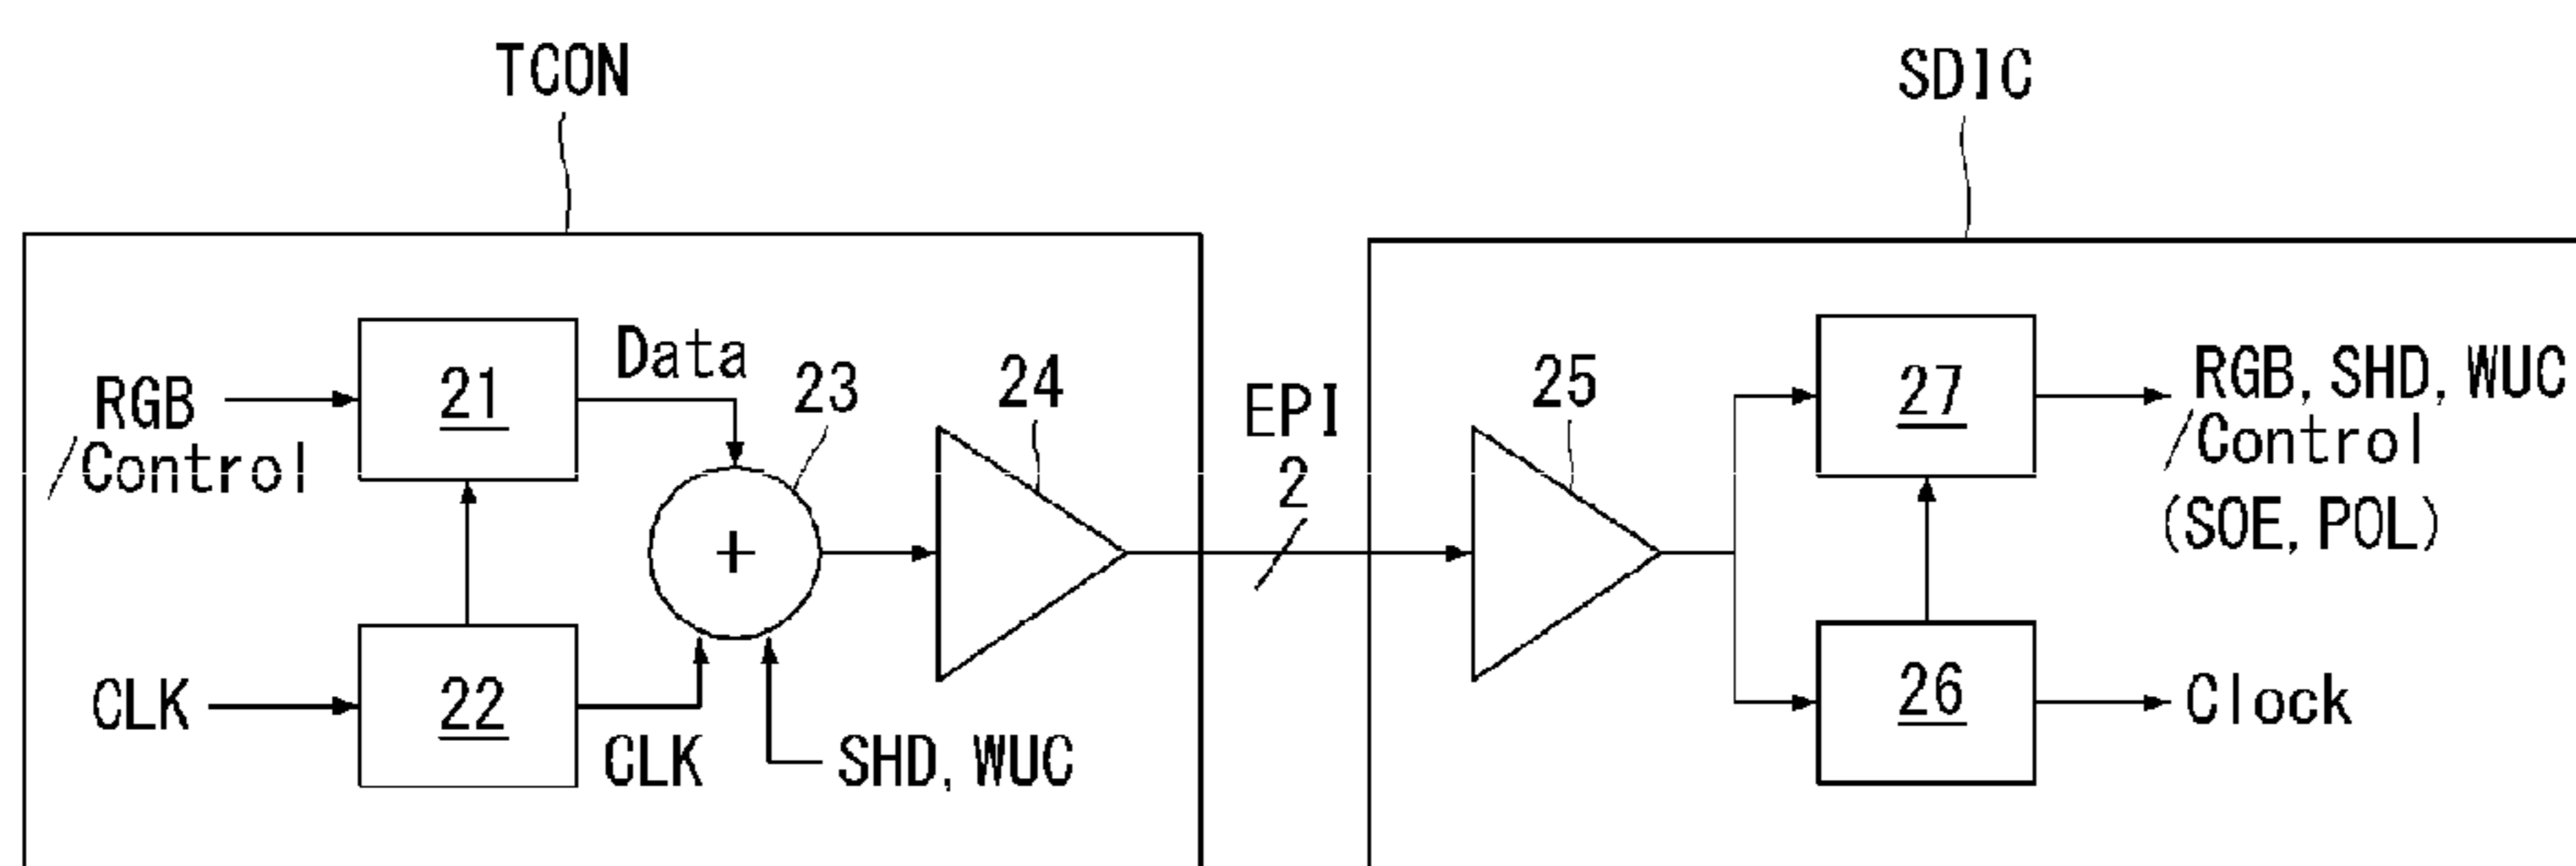 TCON
SDIC
RGB
/Control
21
Data
23
24
EPI
2
25
27
RGB, SHD, WUC
/Control
(SOE, POL)
CLK
22
CLK
SHD, WUC
26
Clock
+